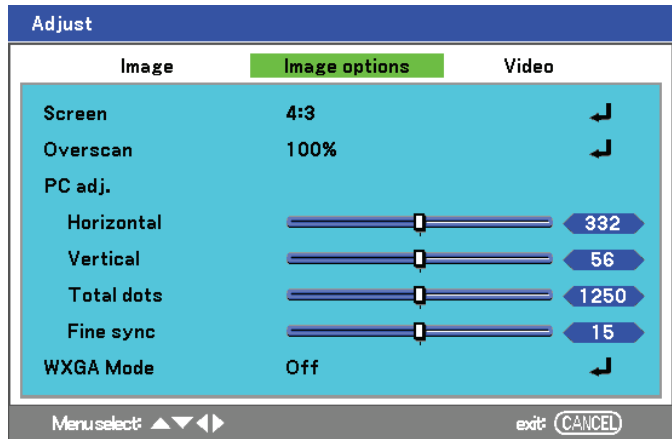 Adjust
Image Image options Video
Screen 4:3
Overscan 100%
PC adj.
Horizontal 332
Vertical 56
Total dots 1250
Fine sync 15
WXGA Mode Off
Menu select: ▲▼◀▶ exit: CANCEL